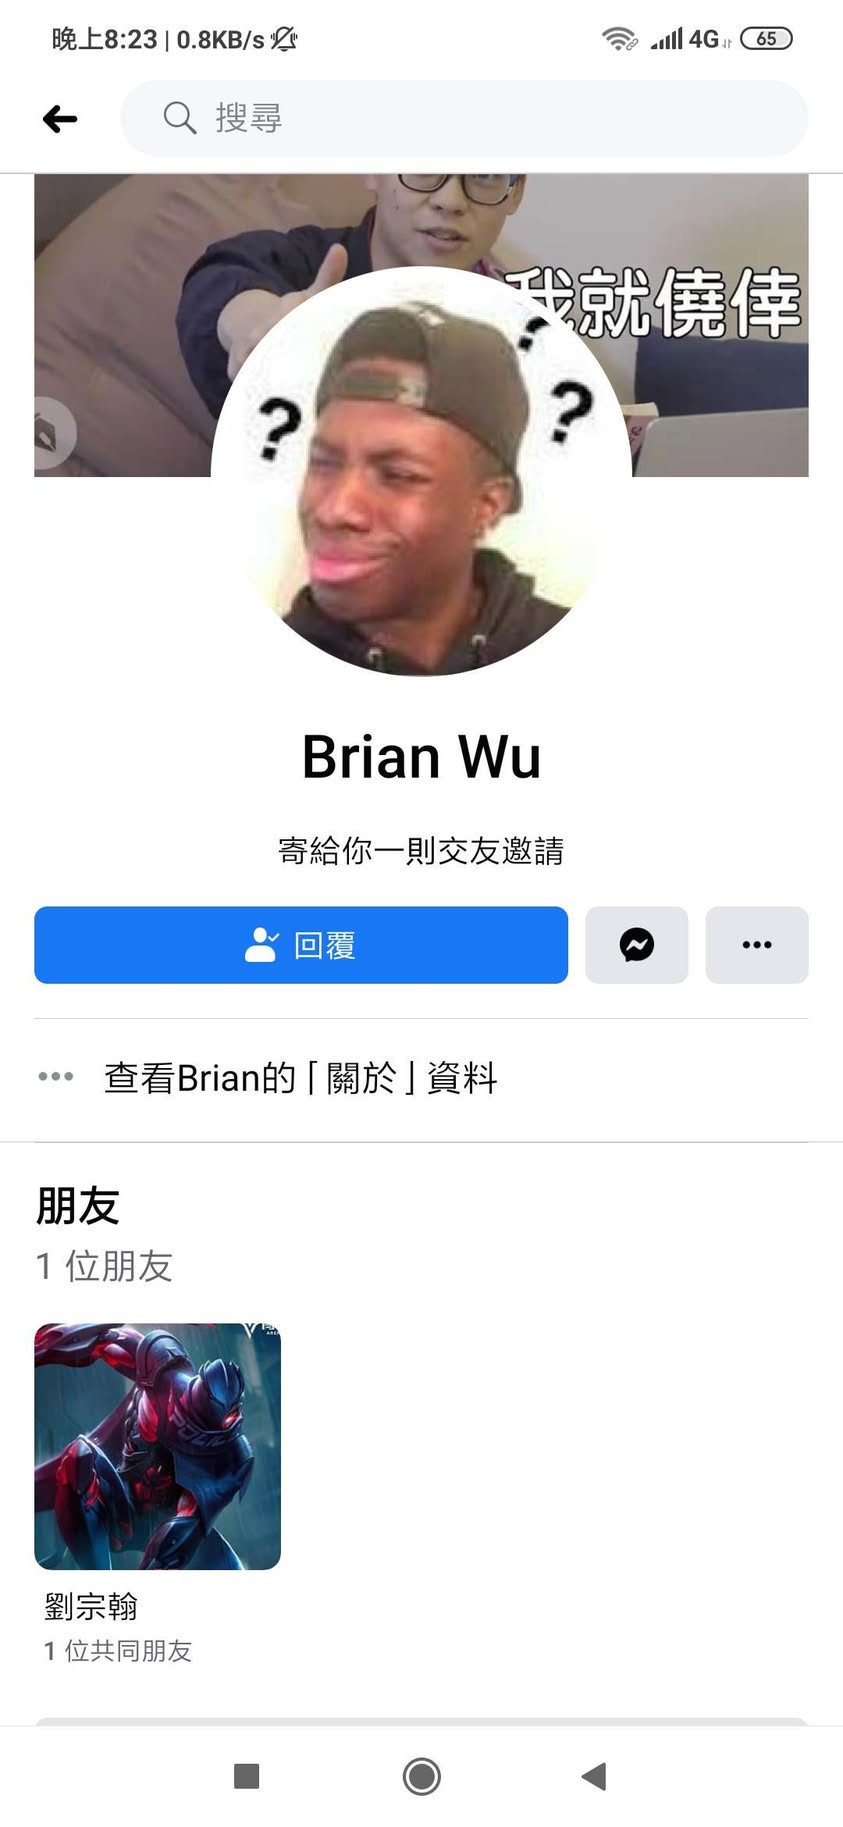 晚上8:23 | 0.8KB/s
4G
65
搜尋
我就僥倖
?
?
?
Brian Wu
寄給你一則交友邀請
回覆
查看Brian的「關於」資料
朋友
1 位朋友
POLICE
劉宗翰
1 位共同朋友